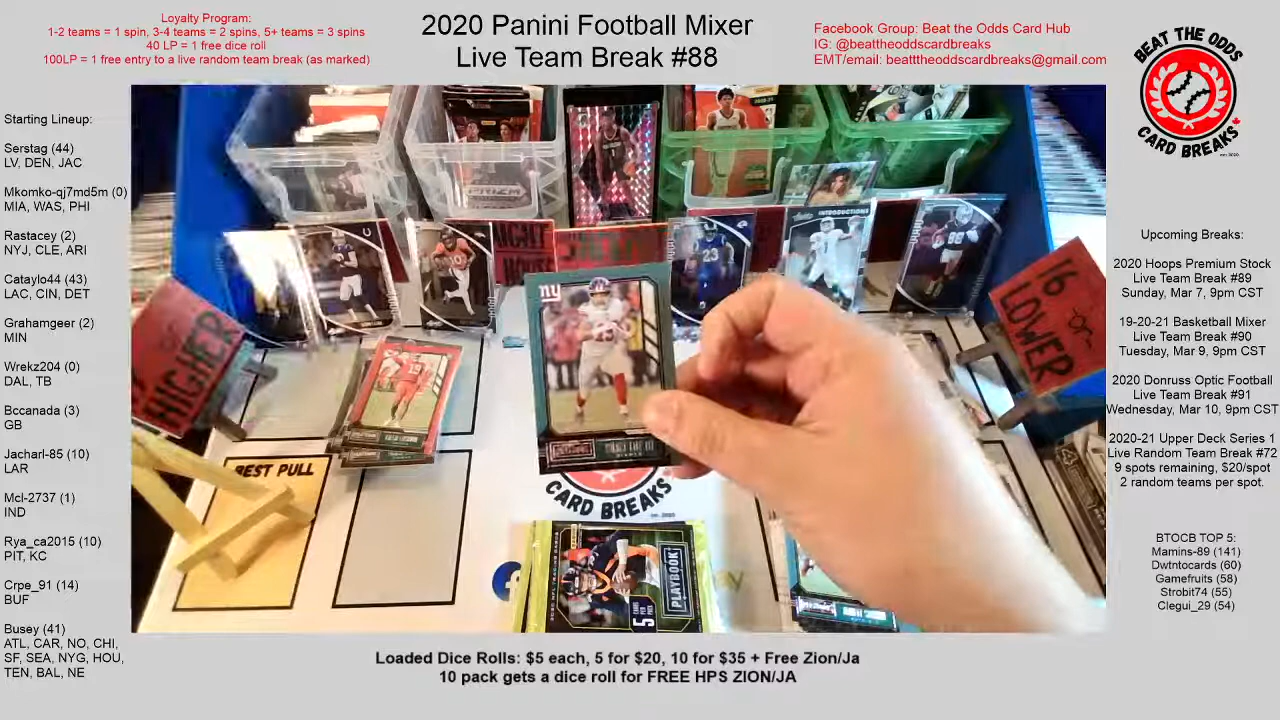 Loyalty Program:
1-2 teams = 1 spin, 3-4 teams = 2 spins, 5+ teams = 3 spins
40 LP = 1 free dice roll
100LP = 1 free entry to a live random team break (as marked)
2020 Panini Football Mixer
Live Team Break #88
Facebook Group: Beat the Odds Card Hub
IG: @beattheoddscardbreaks
EMT/email: beatttheoddscardbreaks@gmail.com
BEAT THE ODDS
CARD BREAKS
Starting Lineup:
Serstag (44)
LV, DEN, JAC
Mkomko-qj7md5m (0)
MIA, WAS, PHI
Rastacey (2)
NYJ, CLE, ARI
Cataylo44 (43)
LAC, CIN, DET
Grahamgeer (2)
MIN
Wrekz204 (0)
DAL, TB
Bccanada (3)
GB
Jacharl-85 (10)
LAR
Mcl-2737 (1)
IND
Rya_ca2015 (10)
PIT, KC
Crpe_91 (14)
BUF
Busey (41)
ATL, CAR, NO, CHI,
SF, SEA, NYG, HOU,
TEN, BAL, NE
PRIZM
INTRODUCTIONS
23
88
HIGHER
16
or
LOWER
ny
BEST PULL
CARD BREAKS
PLAYBOOK
5
Upcoming Breaks:
2020 Hoops Premium Stock
Live Team Break #89
Sunday, Mar 7, 9pm CST
19-20-21 Basketball Mixer
Live Team Break #90
Tuesday, Mar 9, 9pm CST
2020 Donruss Optic Football
Live Team Break #91
Wednesday, Mar 10, 9pm CST
2020-21 Upper Deck Series 1
Live Random Team Break #72
9 spots remaining, $20/spot
2 random teams per spot.
BTOCB TOP 5:
Mamins-89 (141)
Dwtntocards (60)
Gamefruits (58)
Strobit74 (55)
Clegui_29 (54)
Loaded Dice Rolls: $5 each, 5 for $20, 10 for $35 + Free Zion/Ja
10 pack gets a dice roll for FREE HPS ZION/JA